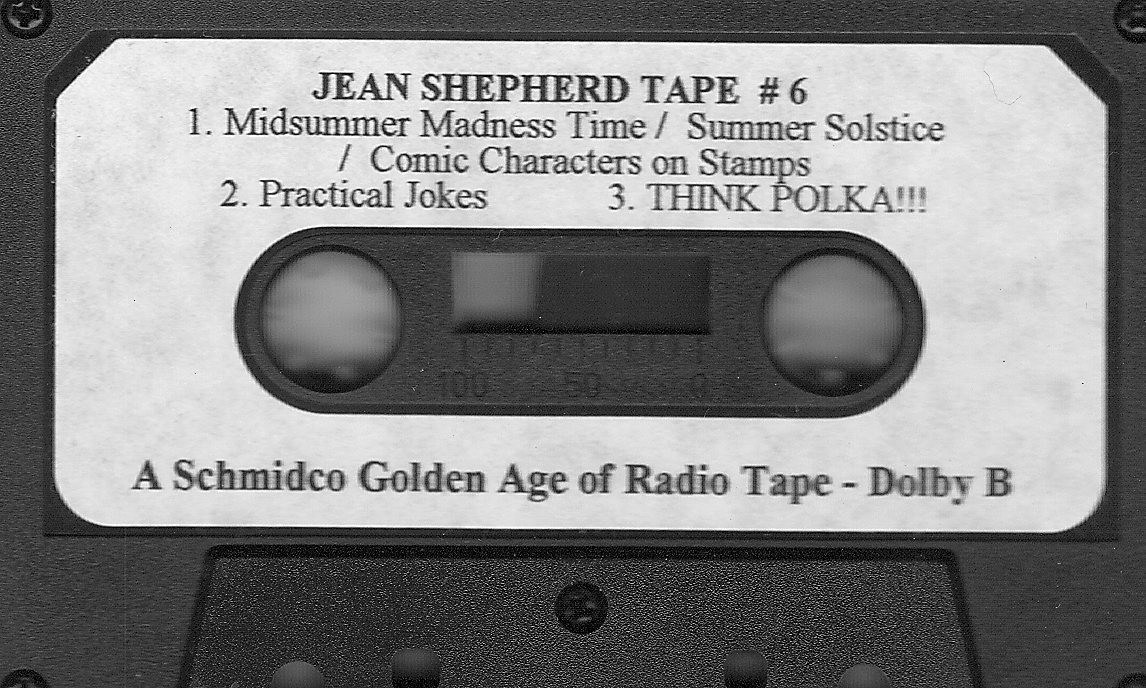 JEAN SHEPHERD TAPE # 6
1. Midsummer Madness Time / Summer Solstice
/ Comic Characters on Stamps
2. Practical Jokes 3. THINK POLKA!!!
100 50 0
A Schmidco Golden Age of Radio Tape - Dolby B